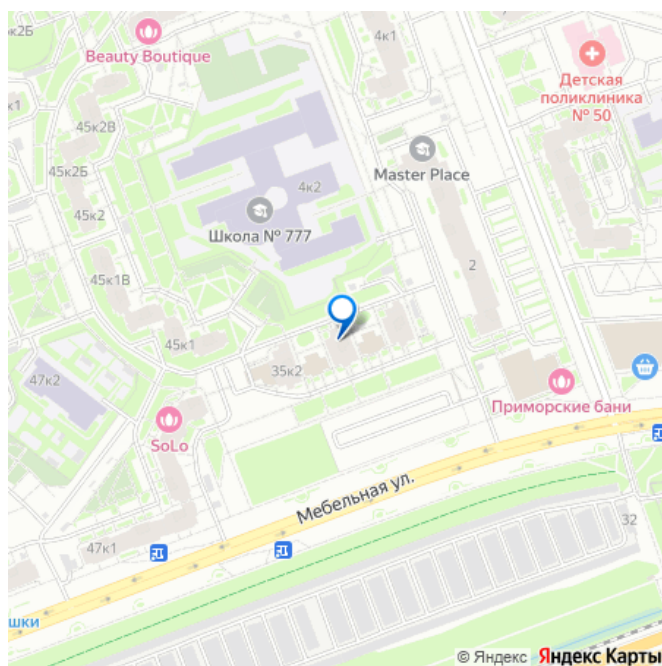 к2Б
Beauty Boutique
4к1
Детская
поликлиника
№ 50
к1
45к2В
45к2Б
Master Place
4к2
45к2
Школа № 777
2
45к1В
45к1
35к2
47к2
Приморские бани
SoLo
Мебельная ул.
32
47к1
шки
© Яндекс Яндекс Карты